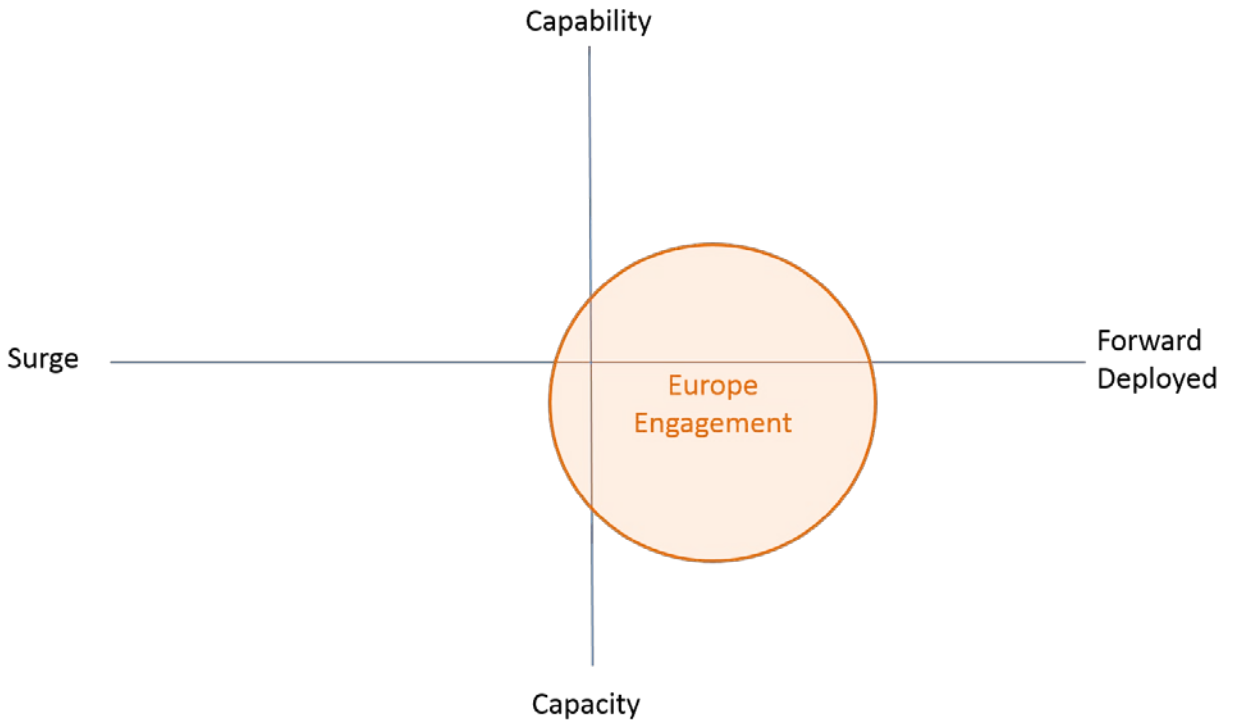 Capability
Surge
Forward
Deployed
Europe
Engagement
Capacity